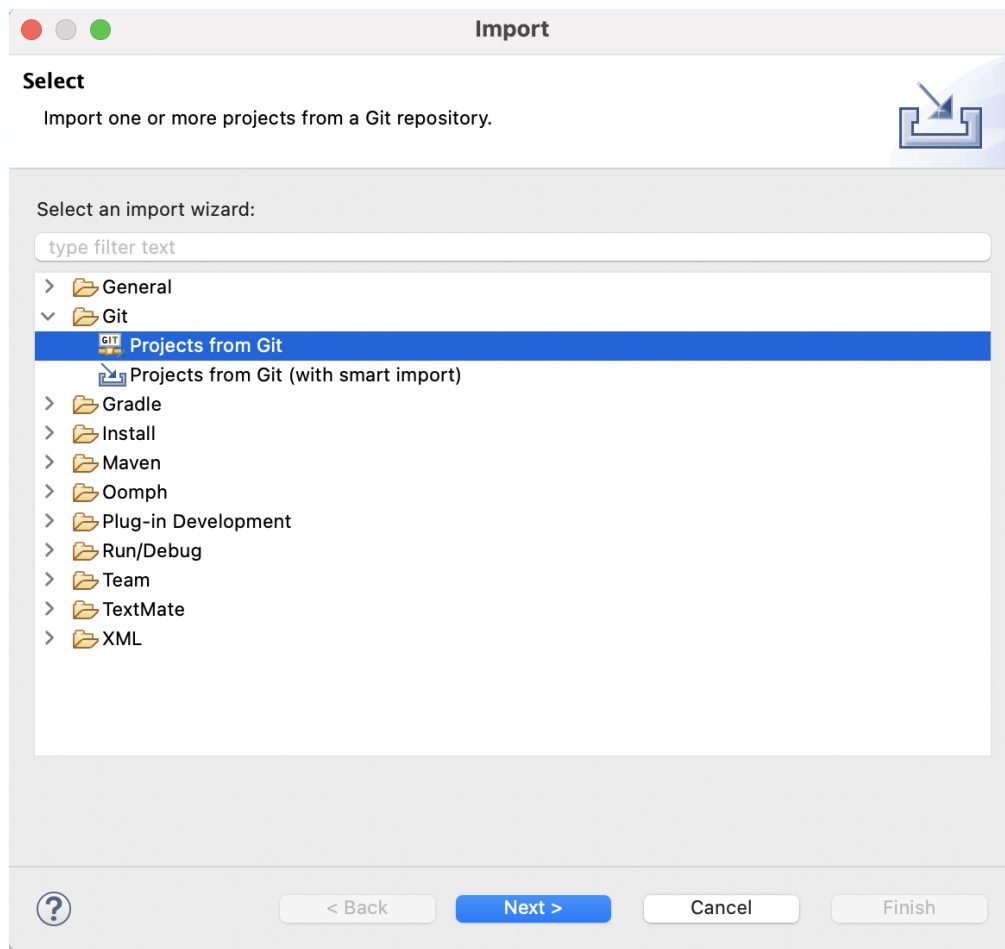 Import
Select
Import one or more projects from a Git repository.
Select an import wizard:
type filter text
General
Git
GIT Projects from Git
Projects from Git (with smart import)
Gradle
Install
Maven
Oomph
Plug-in Development
Run/Debug
Team
TextMate
XML
? < Back Next > Cancel Finish